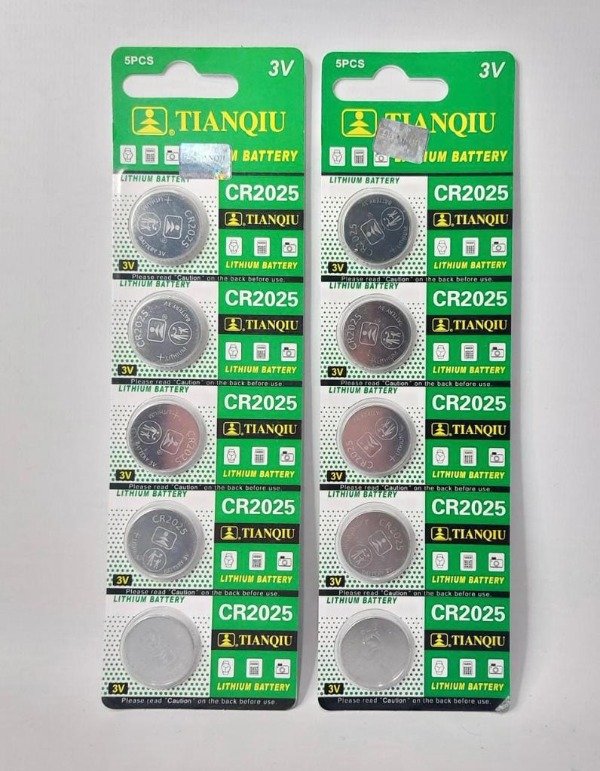 5PCS
3V
TIANQIU
M BATTERY
LITHIUM BATTERY
CR2025
TIANQIU
3V
LITHIUM BATTERY
Please read "Caution" on the back before use.
LITHIUM BATTERY
CR2025
TIANQIU
3V
LITHIUM BATTERY
Please read "Caution" on the back before use.
LITHIUM BATTERY
CR2025
TIANQIU
3V
LITHIUM BATTERY
Please read "Caution" on the back before use.
LITHIUM BATTERY
CR2025
TIANQIU
3V
LITHIUM BATTERY
Please read "Caution" on the back before use.
LITHIUM BATTERY
CR2025
TIANQIU
3V
LITHIUM BATTERY
Please read "Caution" on the back before use.
5PCS
3V
TIANQIU
M BATTERY
LITHIUM BATTERY
CR2025
TIANQIU
3V
LITHIUM BATTERY
Please read "Caution" on the back before use.
LITHIUM BATTERY
CR2025
TIANQIU
3V
LITHIUM BATTERY
Please read "Caution" on the back before use.
LITHIUM BATTERY
CR2025
TIANQIU
3V
LITHIUM BATTERY
Please read "Caution" on the back before use.
LITHIUM BATTERY
CR2025
TIANQIU
3V
LITHIUM BATTERY
Please read "Caution" on the back before use.
LITHIUM BATTERY
CR2025
TIANQIU
3V
LITHIUM BATTERY
Please read "Caution" on the back before use.